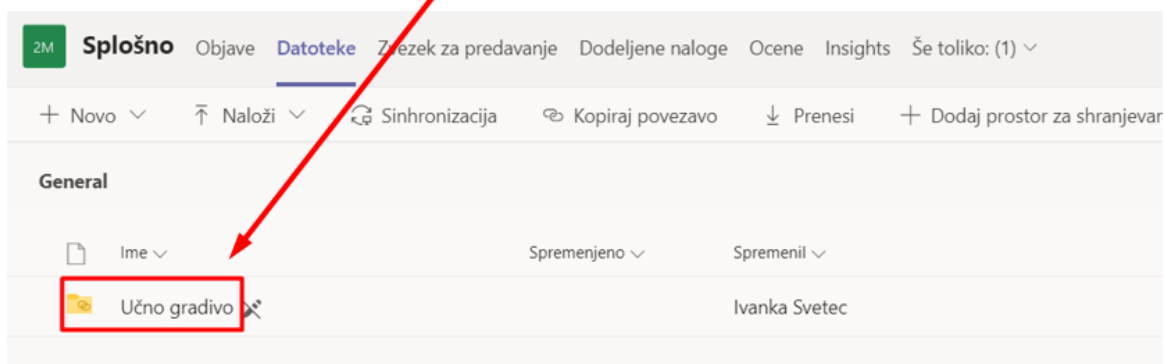 2M Splošno Objave Datoteke Zvezek za predavanje Dodeljene naloge Ocene Insights Še toliko: (1)
Novo Naloži Sinhronizacija Kopiraj povezavo Prenesi Dodaj prostor za shranjevan
General
Ime Spremenjeno Spremenil
Učno gradivo Ivanka Svetec